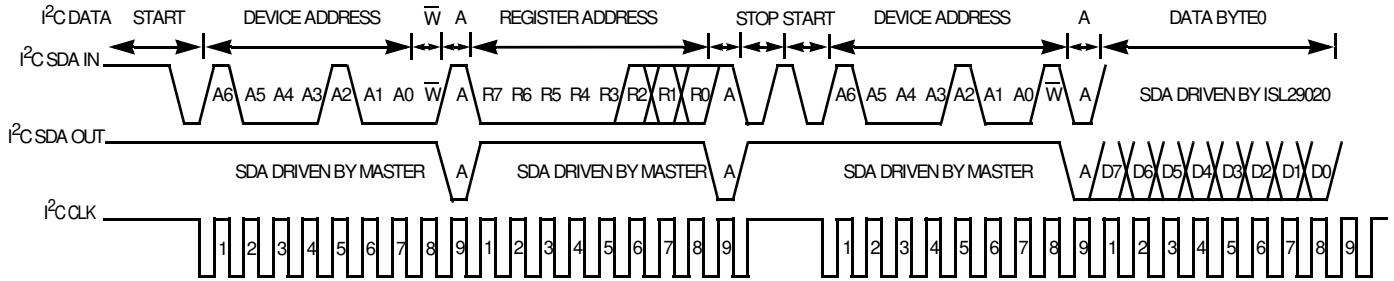 I²C DATA START DEVICE ADDRESS W̅ A REGISTER ADDRESS STOP START DEVICE ADDRESS A DATA BYTE0
I²C SDA IN
A6 A5 A4 A3 A2 A1 A0 W̅ A R7 R6 R5 R4 R3 R2 R1 R0 A A6 A5 A4 A3 A2 A1 A0 W̅ A SDA DRIVEN BY ISL29020
I²C SDA OUT
SDA DRIVEN BY MASTER A SDA DRIVEN BY MASTER A SDA DRIVEN BY MASTER A D7 D6 D5 D4 D3 D2 D1 D0
I²C CLK
1 2 3 4 5 6 7 8 9 1 2 3 4 5 6 7 8 9 1 2 3 4 5 6 7 8 9 1 2 3 4 5 6 7 8 9